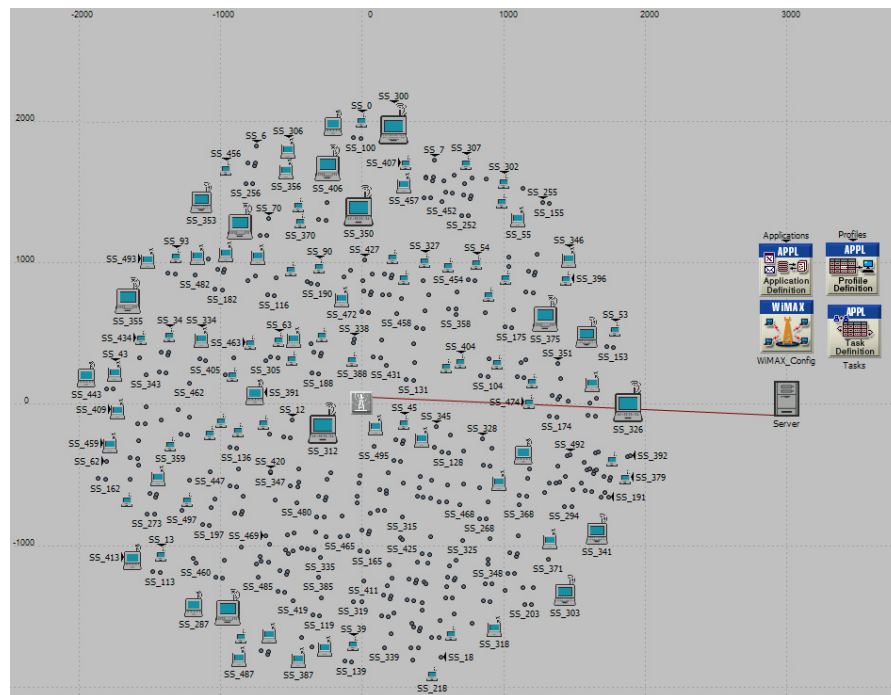 -2000 -1000 0 1000 2000 3000
SS_300
SS_0
2000
SS_306
SS_6
SS_100
SS_7 SS_307
SS_456
SS_407
SS_302
SS_256 SS_356 SS_406
SS_255
SS_353
SS_70
SS_457
SS_452
SS_155
SS_252
SS_370
SS_350
SS_55
Applications Profiles
SS_93
SS_346
SS_90 SS_427 SS_327 SS_54
APPL APPL
SS_493
1000
SS_482
SS_454
SS_396
Application Definition
Profile Definition
SS_182
SS_116
SS_190
SS_355
SS_472
SS_358
SS_53
WiMAX
APPL
SS_34 SS_334
SS_63
SS_458
SS_338
SS_175
SS_375
SS_434
SS_463
SS_153
Task Definition
SS_43
SS_404
SS_351
WiMAX_Config
Tasks
SS_405
SS_305
SS_388
SS_343
SS_431
SS_188
SS_104
SS_131
SS_443
SS_462
SS_391
0
SS_409
SS_12
SS_45
SS_345
SS_474
SS_174
SS_326
Server
SS_328
SS_459
SS_312
SS_495
SS_492
SS_392
SS_62
SS_359
SS_136
SS_420
SS_128
SS_347
SS_447
SS_379
SS_162
SS_191
SS_480
SS_468
SS_368
SS_294
SS_273
SS_497
SS_197
SS_469
SS_315
SS_268
SS_13
SS_465
SS_425
SS_325
SS_341
-1000
SS_413
SS_335
SS_165
SS_371
SS_113
SS_460
SS_485
SS_385
SS_411
SS_348
SS_287
SS_419
SS_319
SS_203
SS_303
SS_119
SS_39
SS_318
SS_339
SS_18
SS_487
SS_387
SS_139
SS_218